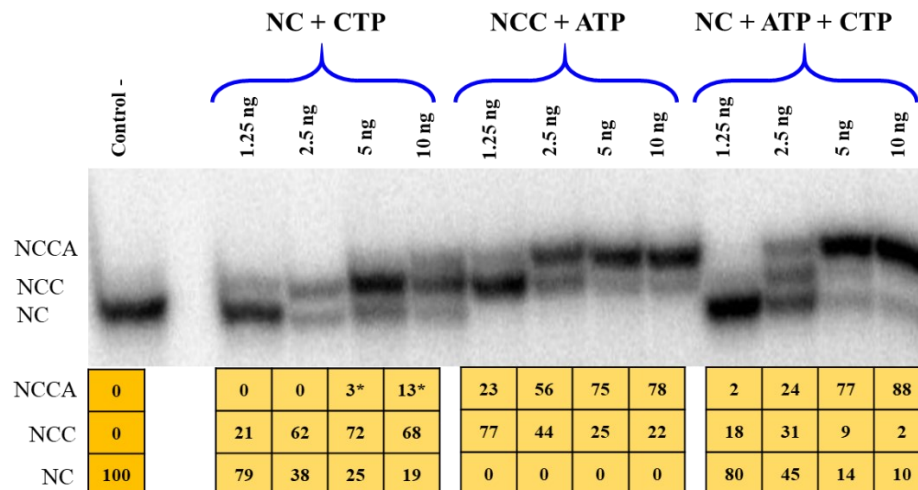 NC + CTP NCC + ATP NC + ATP + CTP
Control - 1.25 ng 2.5 ng 5 ng 10 ng 1.25 ng 2.5 ng 5 ng 10 ng 1.25 ng 2.5 ng 5 ng 10 ng
NCCA
NCC
NC
NCCA 0 0 0 3* 13* 23 56 75 78 2 24 77 88
NCC 0 21 62 72 68 77 44 25 22 18 31 9 2
NC 100 79 38 25 19 0 0 0 0 80 45 14 10